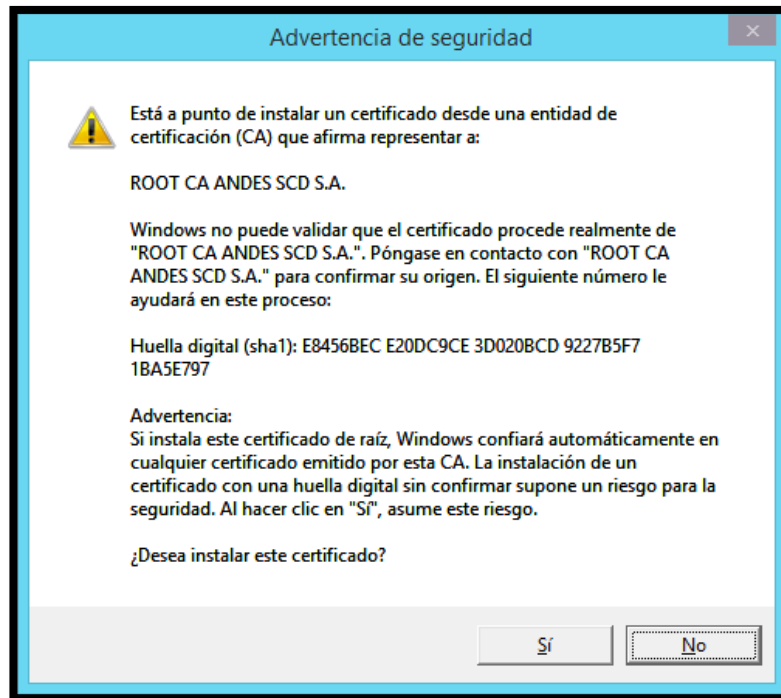 Advertencia de seguridad
Está a punto de instalar un certificado desde una entidad de
certificación (CA) que afirma representar a:
ROOT CA ANDES SCD S.A.
Windows no puede validar que el certificado procede realmente de
"ROOT CA ANDES SCD S.A.". Póngase en contacto con "ROOT CA
ANDES SCD S.A." para confirmar su origen. El siguiente número le
ayudará en este proceso:
Huella digital (sha1): E8456BEC E20DC9CE 3D020BCD 9227B5F7
1BA5E797
Advertencia:
Si instala este certificado de raíz, Windows confiará automáticamente en
cualquier certificado emitido por esta CA. La instalación de un
certificado con una huella digital sin confirmar supone un riesgo para la
seguridad. Al hacer clic en "Sí", asume este riesgo.
¿Desea instalar este certificado?
Sí
No